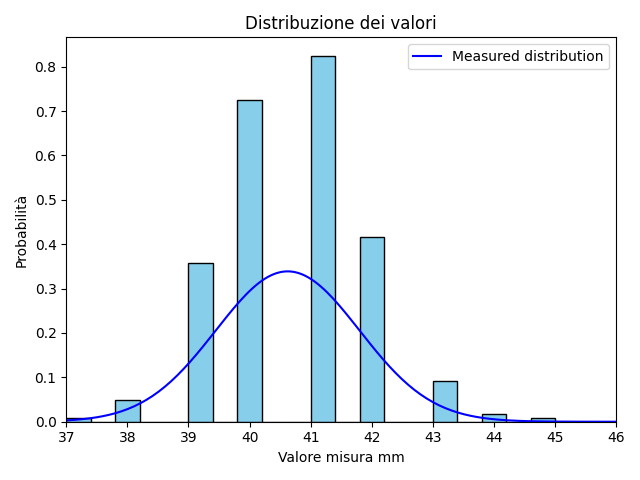 Distribuzione dei valori
Measured distribution
Probabilità
0.8
0.7
0.6
0.5
0.4
0.3
0.2
0.1
0.0
37 38 39 40 41 42 43 44 45 46
Valore misura mm